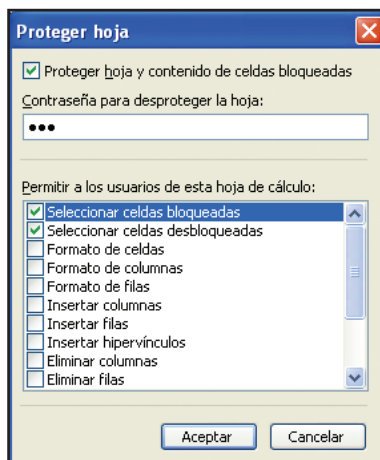 Proteger hoja
Proteger hoja y contenido de celdas bloqueadas
Contraseña para desproteger la hoja:
●●●
Permitir a los usuarios de esta hoja de cálculo:
Seleccionar celdas bloqueadas
Seleccionar celdas desbloqueadas
Formato de celdas
Formato de columnas
Formato de filas
Insertar columnas
Insertar filas
Insertar hipervínculos
Eliminar columnas
Eliminar filas
Aceptar Cancelar